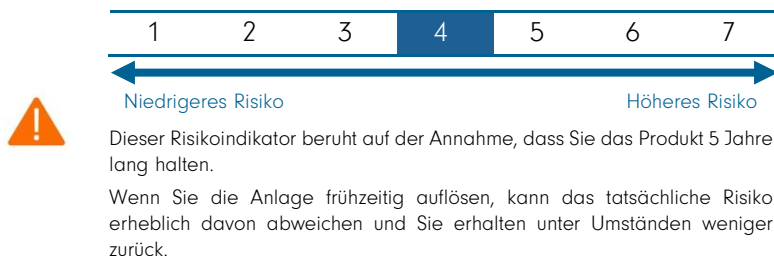 1 2 3 4 5 6 7
Niedrigeres Risiko Höheres Risiko
Dieser Risikoindikator beruht auf der Annahme, dass Sie das Produkt 5 Jahre
lang halten.
Wenn Sie die Anlage frühzeitig auflösen, kann das tatsächliche Risiko
erheblich davon abweichen und Sie erhalten unter Umständen weniger
zurück.